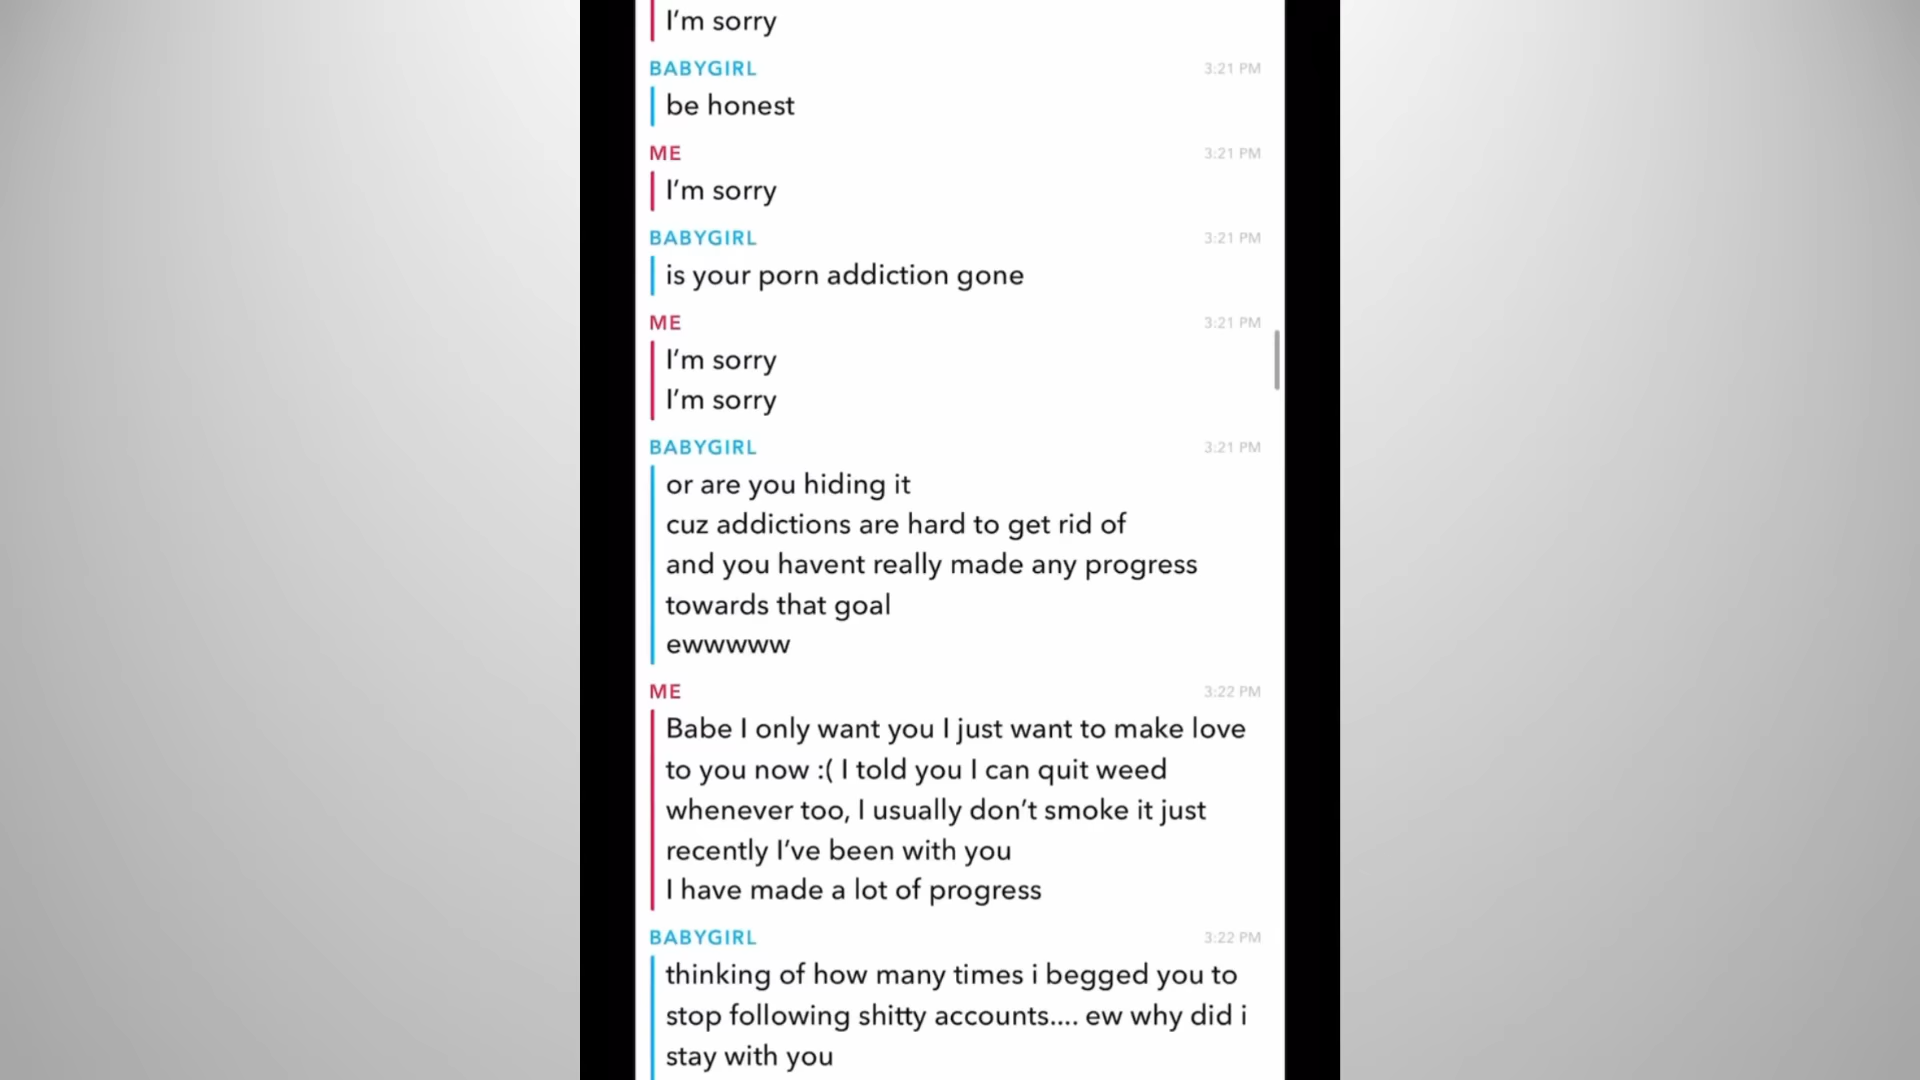 I'm sorry
BABYGIRL 3:21 PM
be honest
ME 3:21 PM
I'm sorry
BABYGIRL 3:21 PM
is your porn addiction gone
ME 3:21 PM
I'm sorry
I'm sorry
BABYGIRL 3:21 PM
or are you hiding it
cuz addictions are hard to get rid of
and you havent really made any progress
towards that goal
ewwwww
ME 3:22 PM
Babe I only want you I just want to make love
to you now :( I told you I can quit weed
whenever too, I usually don't smoke it just
recently I've been with you
I have made a lot of progress
BABYGIRL 3:22 PM
thinking of how many times i begged you to
stop following shitty accounts.... ew why did i
stay with you